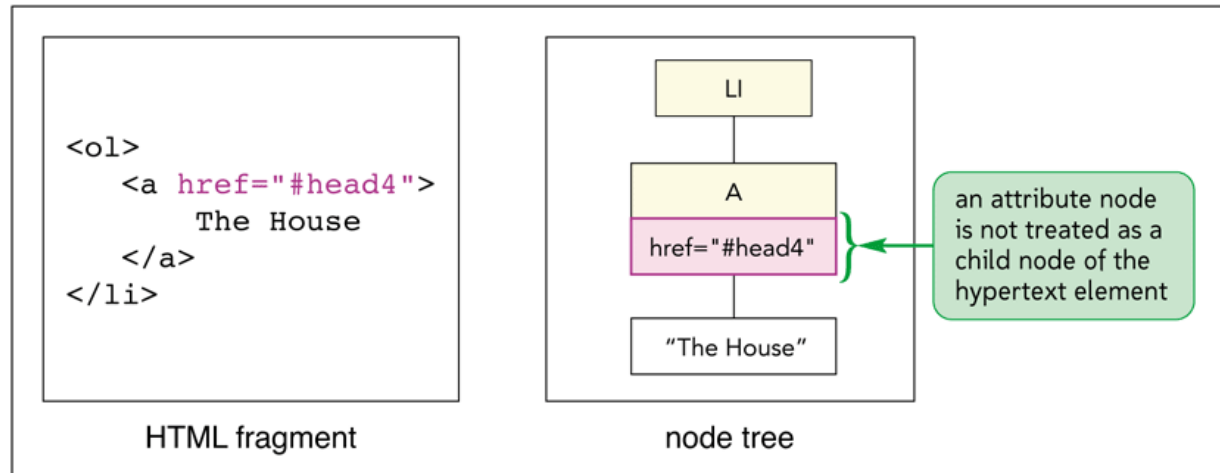 <ol>
<a href="#head4">
The House
</a>
</li>
HTML fragment
LI
A
href="#head4"
“The House”
node tree
an attribute node
is not treated as a
child node of the
hypertext element